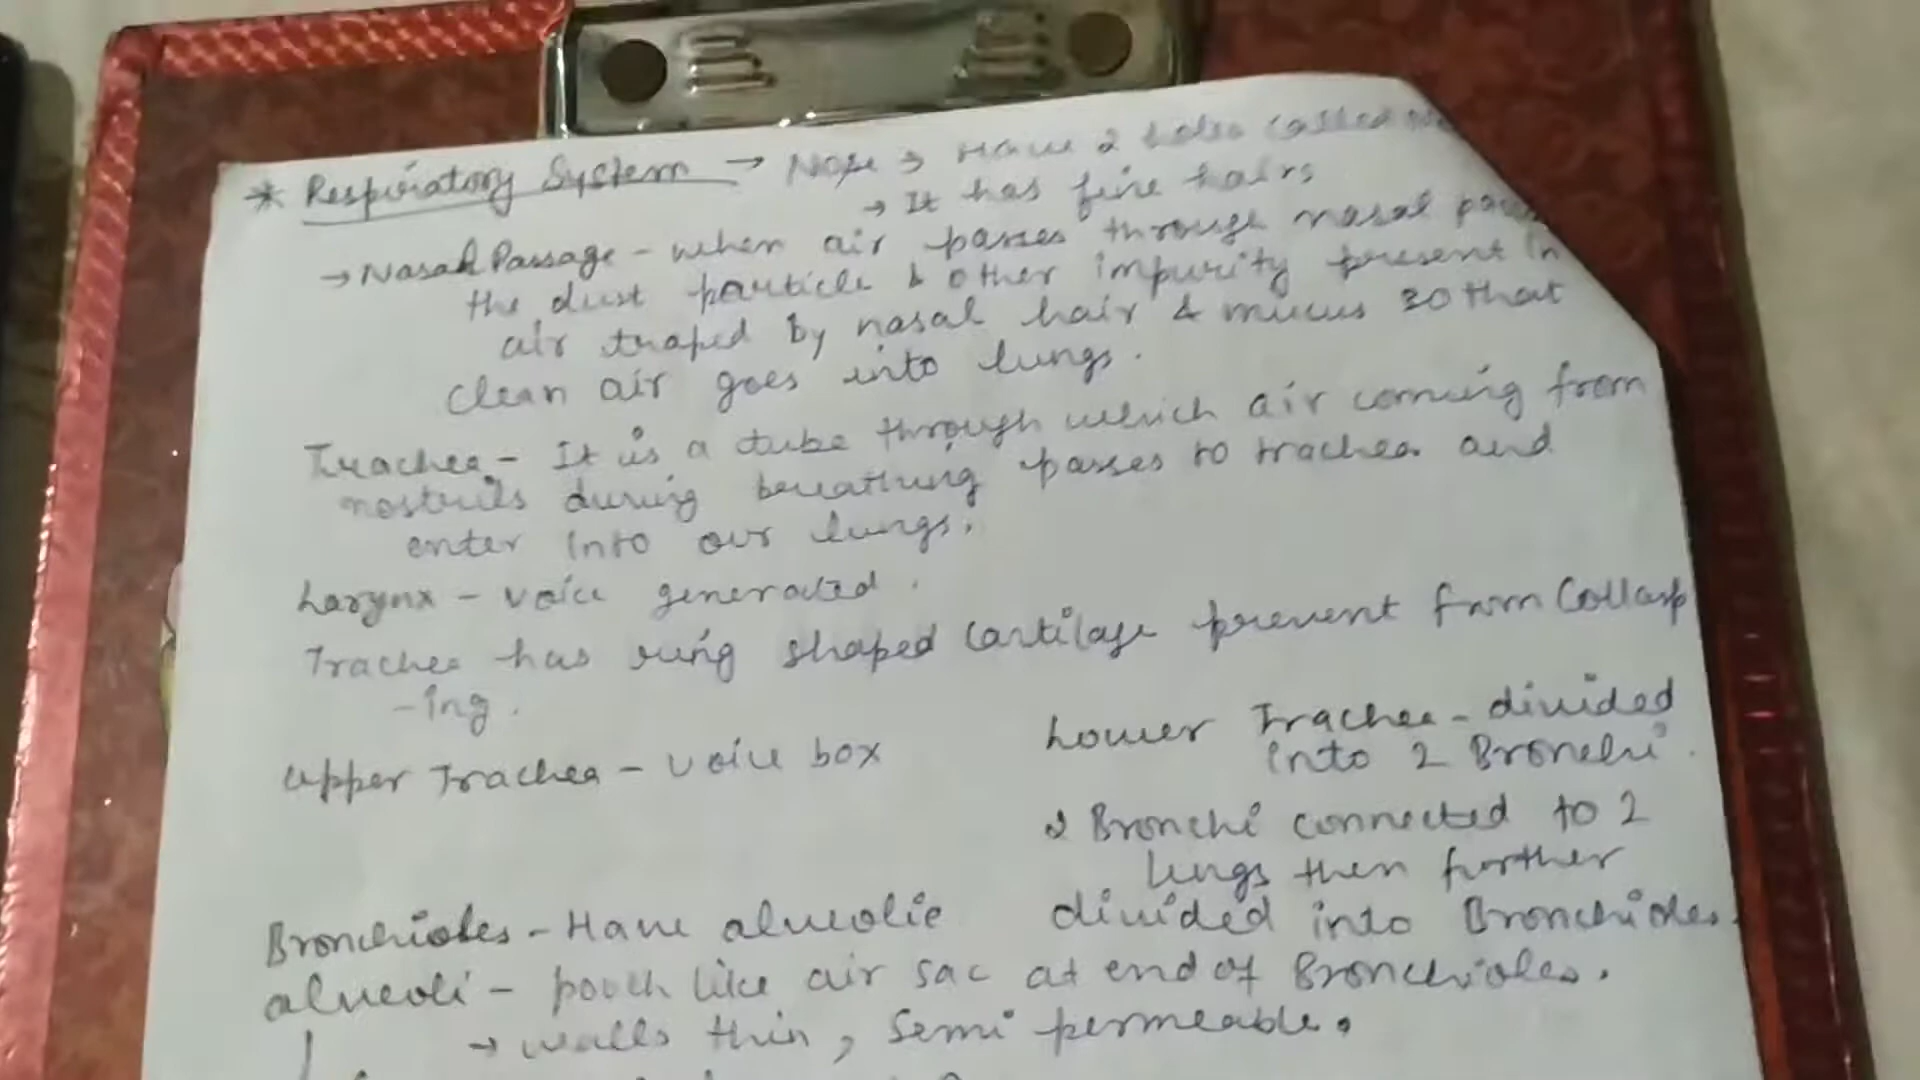 * Respiratory System → Nose → Have 2 holes called
→ It has fine hairs
→ Nasal Passage - when air passes through nasal
the dust particle & other impurity present in
air traped by nasal hair & mucus so that
clean air goes into lungs.
Trachea - It is a tube through which air coming from
nostrils during breathing passes to trachea and
enter into our lungs.
Larynx - voice generated.
Trachea has ring shaped cartilage prevent from Collasp
-ing.
Upper Trachea - voice box
Lower Trachea - divided
into 2 Bronchi.
2 Bronchi connected to 2
lungs then further
divided into Bronchioles.
Bronchioles - Have alveolie
alveoli - pouch like air sac at end of Bronchioles.
→ walls thin, semi permeable.